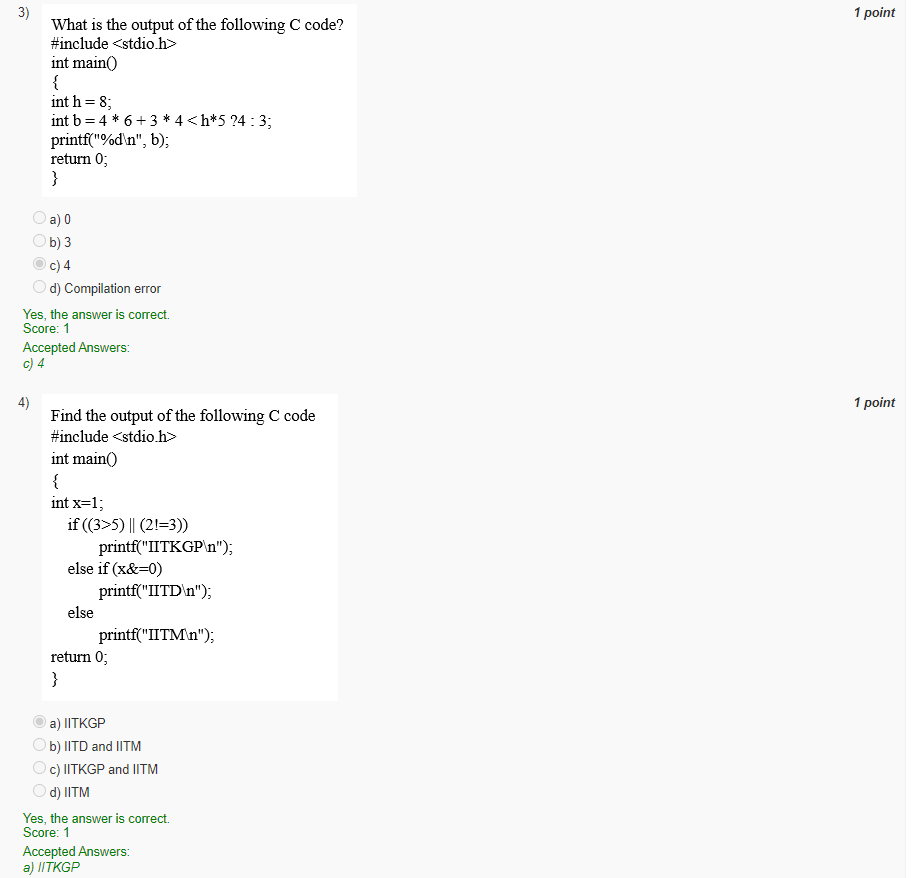 3)
1 point
What is the output of the following C code?
#include <stdio.h>
int main()
{
int h = 8;
int b = 4 * 6 + 3 * 4 < h*5 ?4 : 3;
printf("%d\n", b);
return 0;
}
a) 0
b) 3
c) 4
d) Compilation error
Yes, the answer is correct.
Score: 1
Accepted Answers:
c) 4
4)
1 point
Find the output of the following C code
#include <stdio.h>
int main()
{
int x=1;
if ((3>5) || (2!=3))
printf("IITKGP\n");
else if (x&=0)
printf("IITD\n");
else
printf("IITM\n");
return 0;
}
a) IITKGP
b) IITD and IITM
c) IITKGP and IITM
d) IITM
Yes, the answer is correct.
Score: 1
Accepted Answers:
a) IITKGP